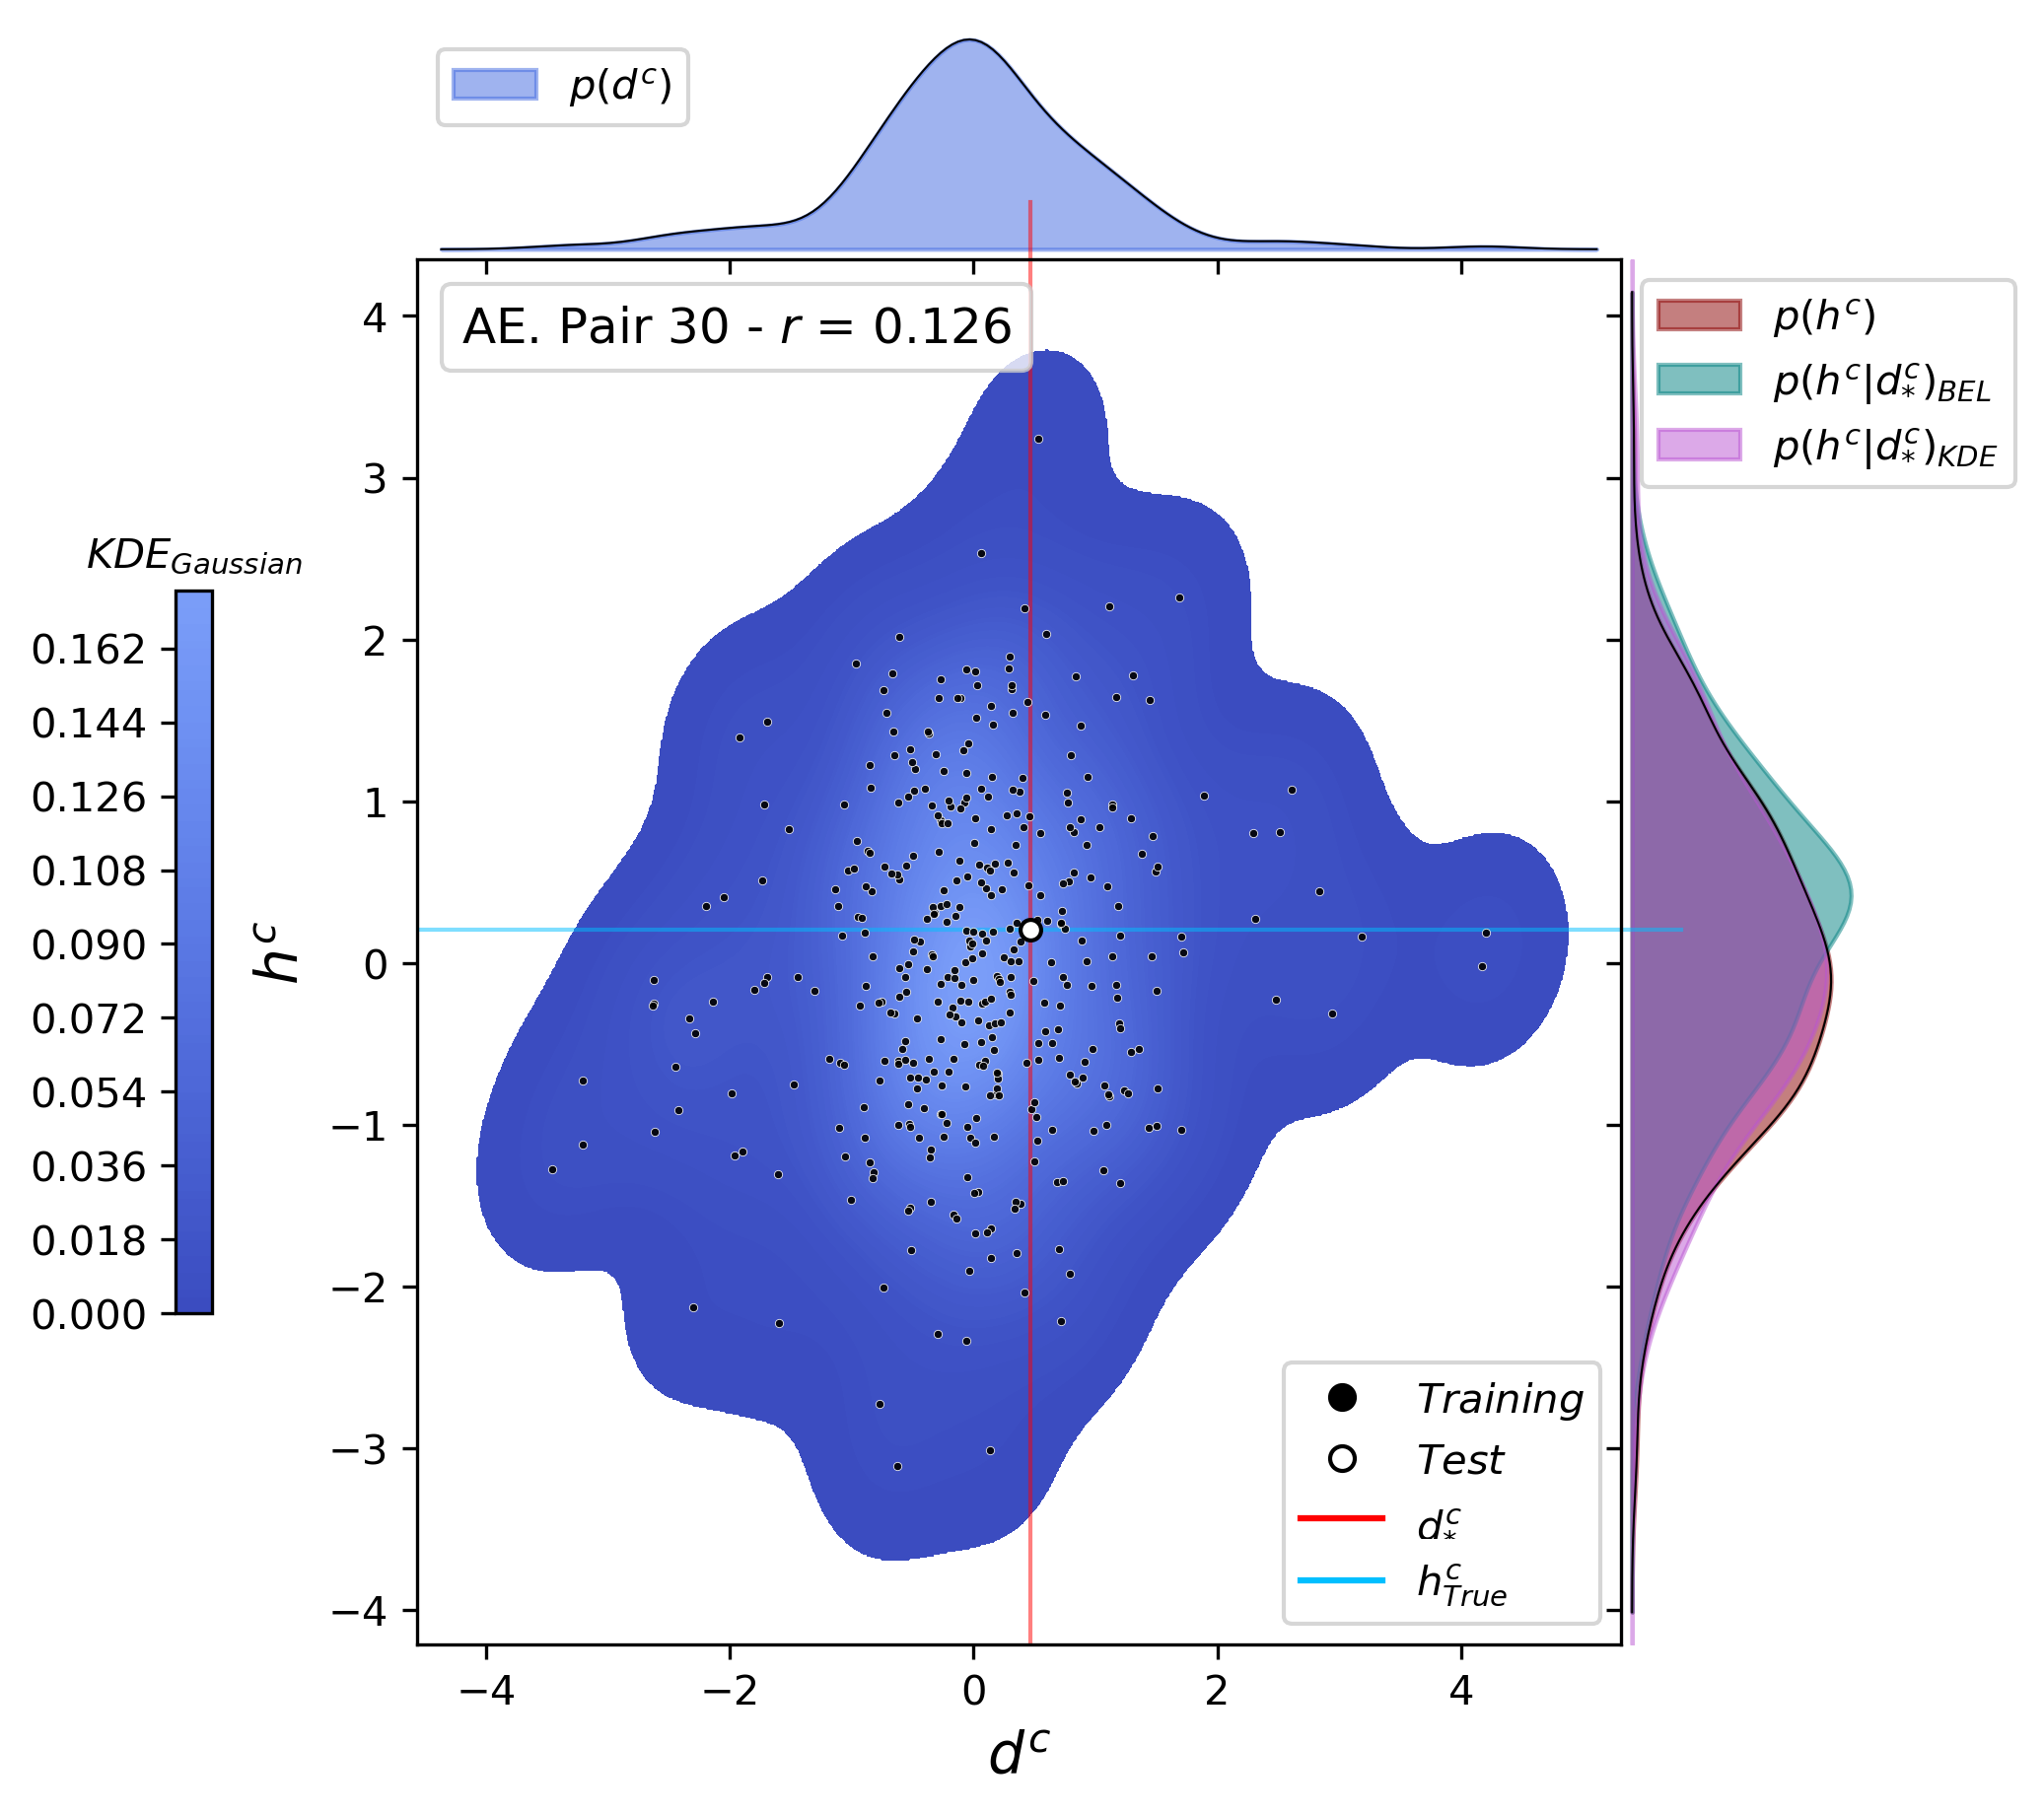 p(d^c)
AE. Pair 30 - r = 0.126
p(h^c)
p(h^c|d^c_*)_BEL
p(h^c|d^c_*)_KDE
KDE_Gaussian
0.162
0.144
0.126
0.108
0.090
0.072
0.054
0.036
0.018
0.000
h^c
4
3
2
1
0
−1
−2
−3
−4
Training
Test
d^c_*
h^c_True
−4 −2 0 2 4
d^c